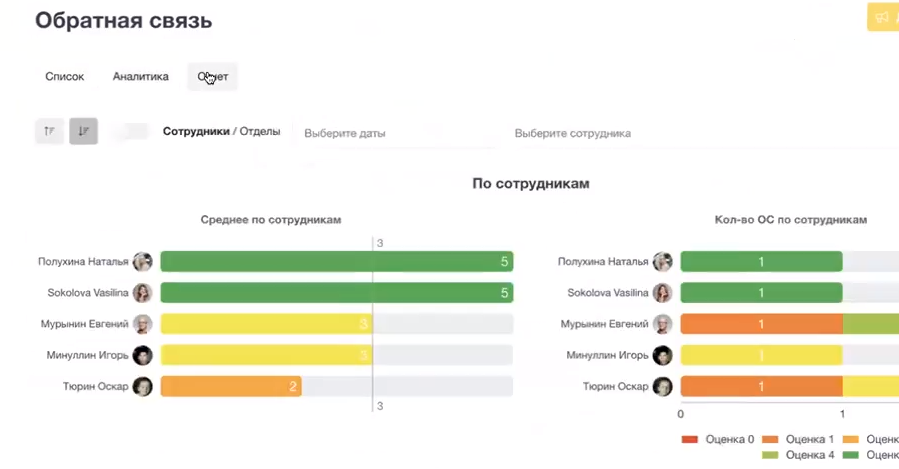 Обратная связь
Список Аналитика
Сотрудники / Отделы Выберите даты Выберите сотрудника
По сотрудникам
Среднее по сотрудникам Кол-во ОС по сотрудникам
3
Полухина Наталья 5 Полухина Наталья 1
Sokolova Vasilina 5 Sokolova Vasilina 1
Мурынин Евгений 3 Мурынин Евгений 1
Минуллин Игорь 3 Минуллин Игорь 1
Тюрин Оскар 2 Тюрин Оскар 1
3
0 1
Оценка 0 Оценка 1
Оценка 4